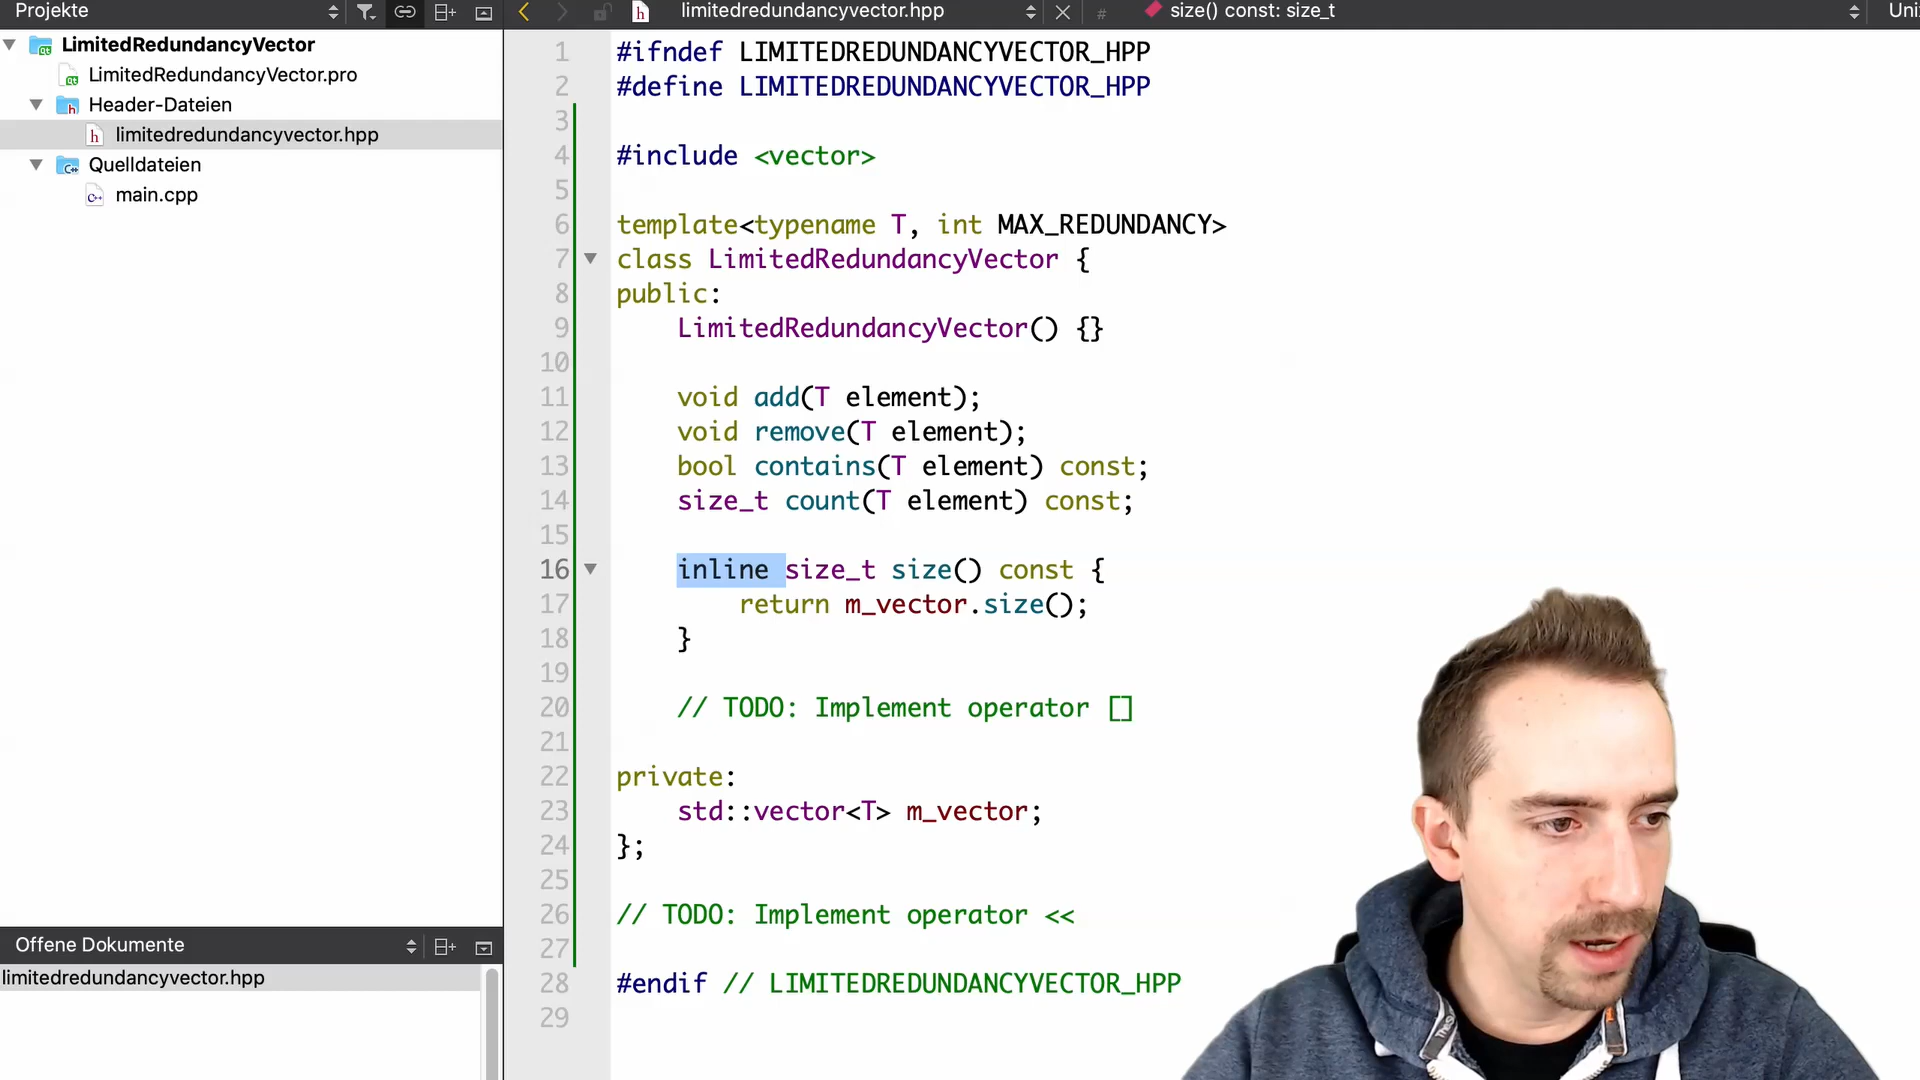 Projekte
limitedredundancyvector.hpp
#
size() const: size_t
Uni
LimitedRedundancyVector
LimitedRedundancyVector.pro
Header-Dateien
limitedredundancyvector.hpp
Quelldateien
main.cpp
Offene Dokumente
limitedredundancyvector.hpp
1 #ifndef LIMITEDREDUNDANCYVECTOR_HPP
2 #define LIMITEDREDUNDANCYVECTOR_HPP
3
4 #include <vector>
5
6 template<typename T, int MAX_REDUNDANCY>
7 class LimitedRedundancyVector {
8 public:
9 LimitedRedundancyVector() {}
10
11 void add(T element);
12 void remove(T element);
13 bool contains(T element) const;
14 size_t count(T element) const;
15
16 inline size_t size() const {
17 return m_vector.size();
18 }
19
20 // TODO: Implement operator []
21
22 private:
23 std::vector<T> m_vector;
24 };
25
26 // TODO: Implement operator <<
27
28 #endif // LIMITEDREDUNDANCYVECTOR_HPP
29